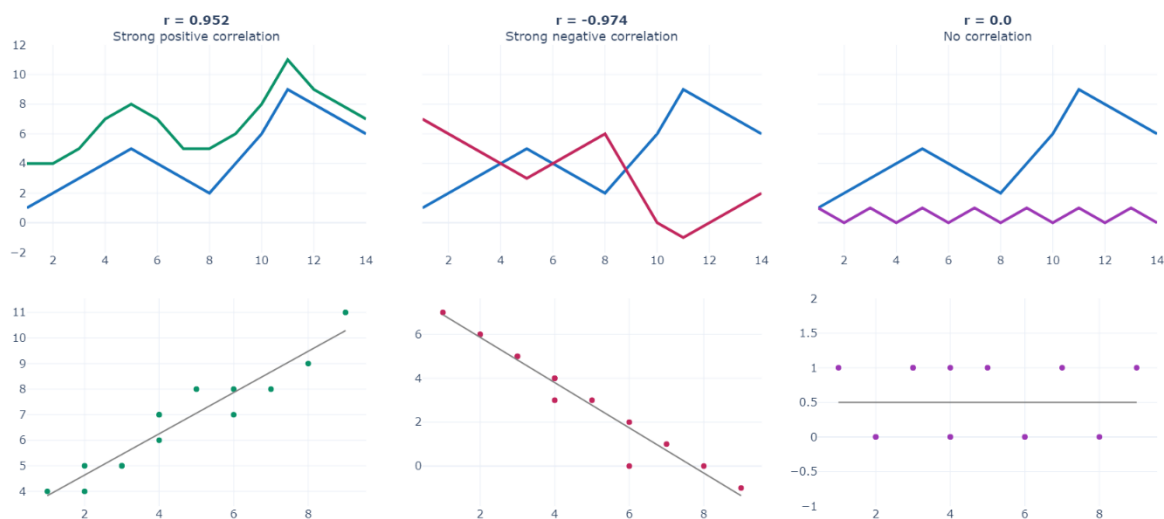 r = 0.952
Strong positive correlation
r = -0.974
Strong negative correlation
r = 0.0
No correlation
12
10
8
6
4
2
0
−2
2 4 6 8 10 12 14
2 4 6 8 10 12 14
2 4 6 8 10 12 14
11
10
9
8
7
6
5
4
2 4 6 8
6
4
2
0
2 4 6 8
2
1.5
1
0.5
0
−0.5
−1
2 4 6 8